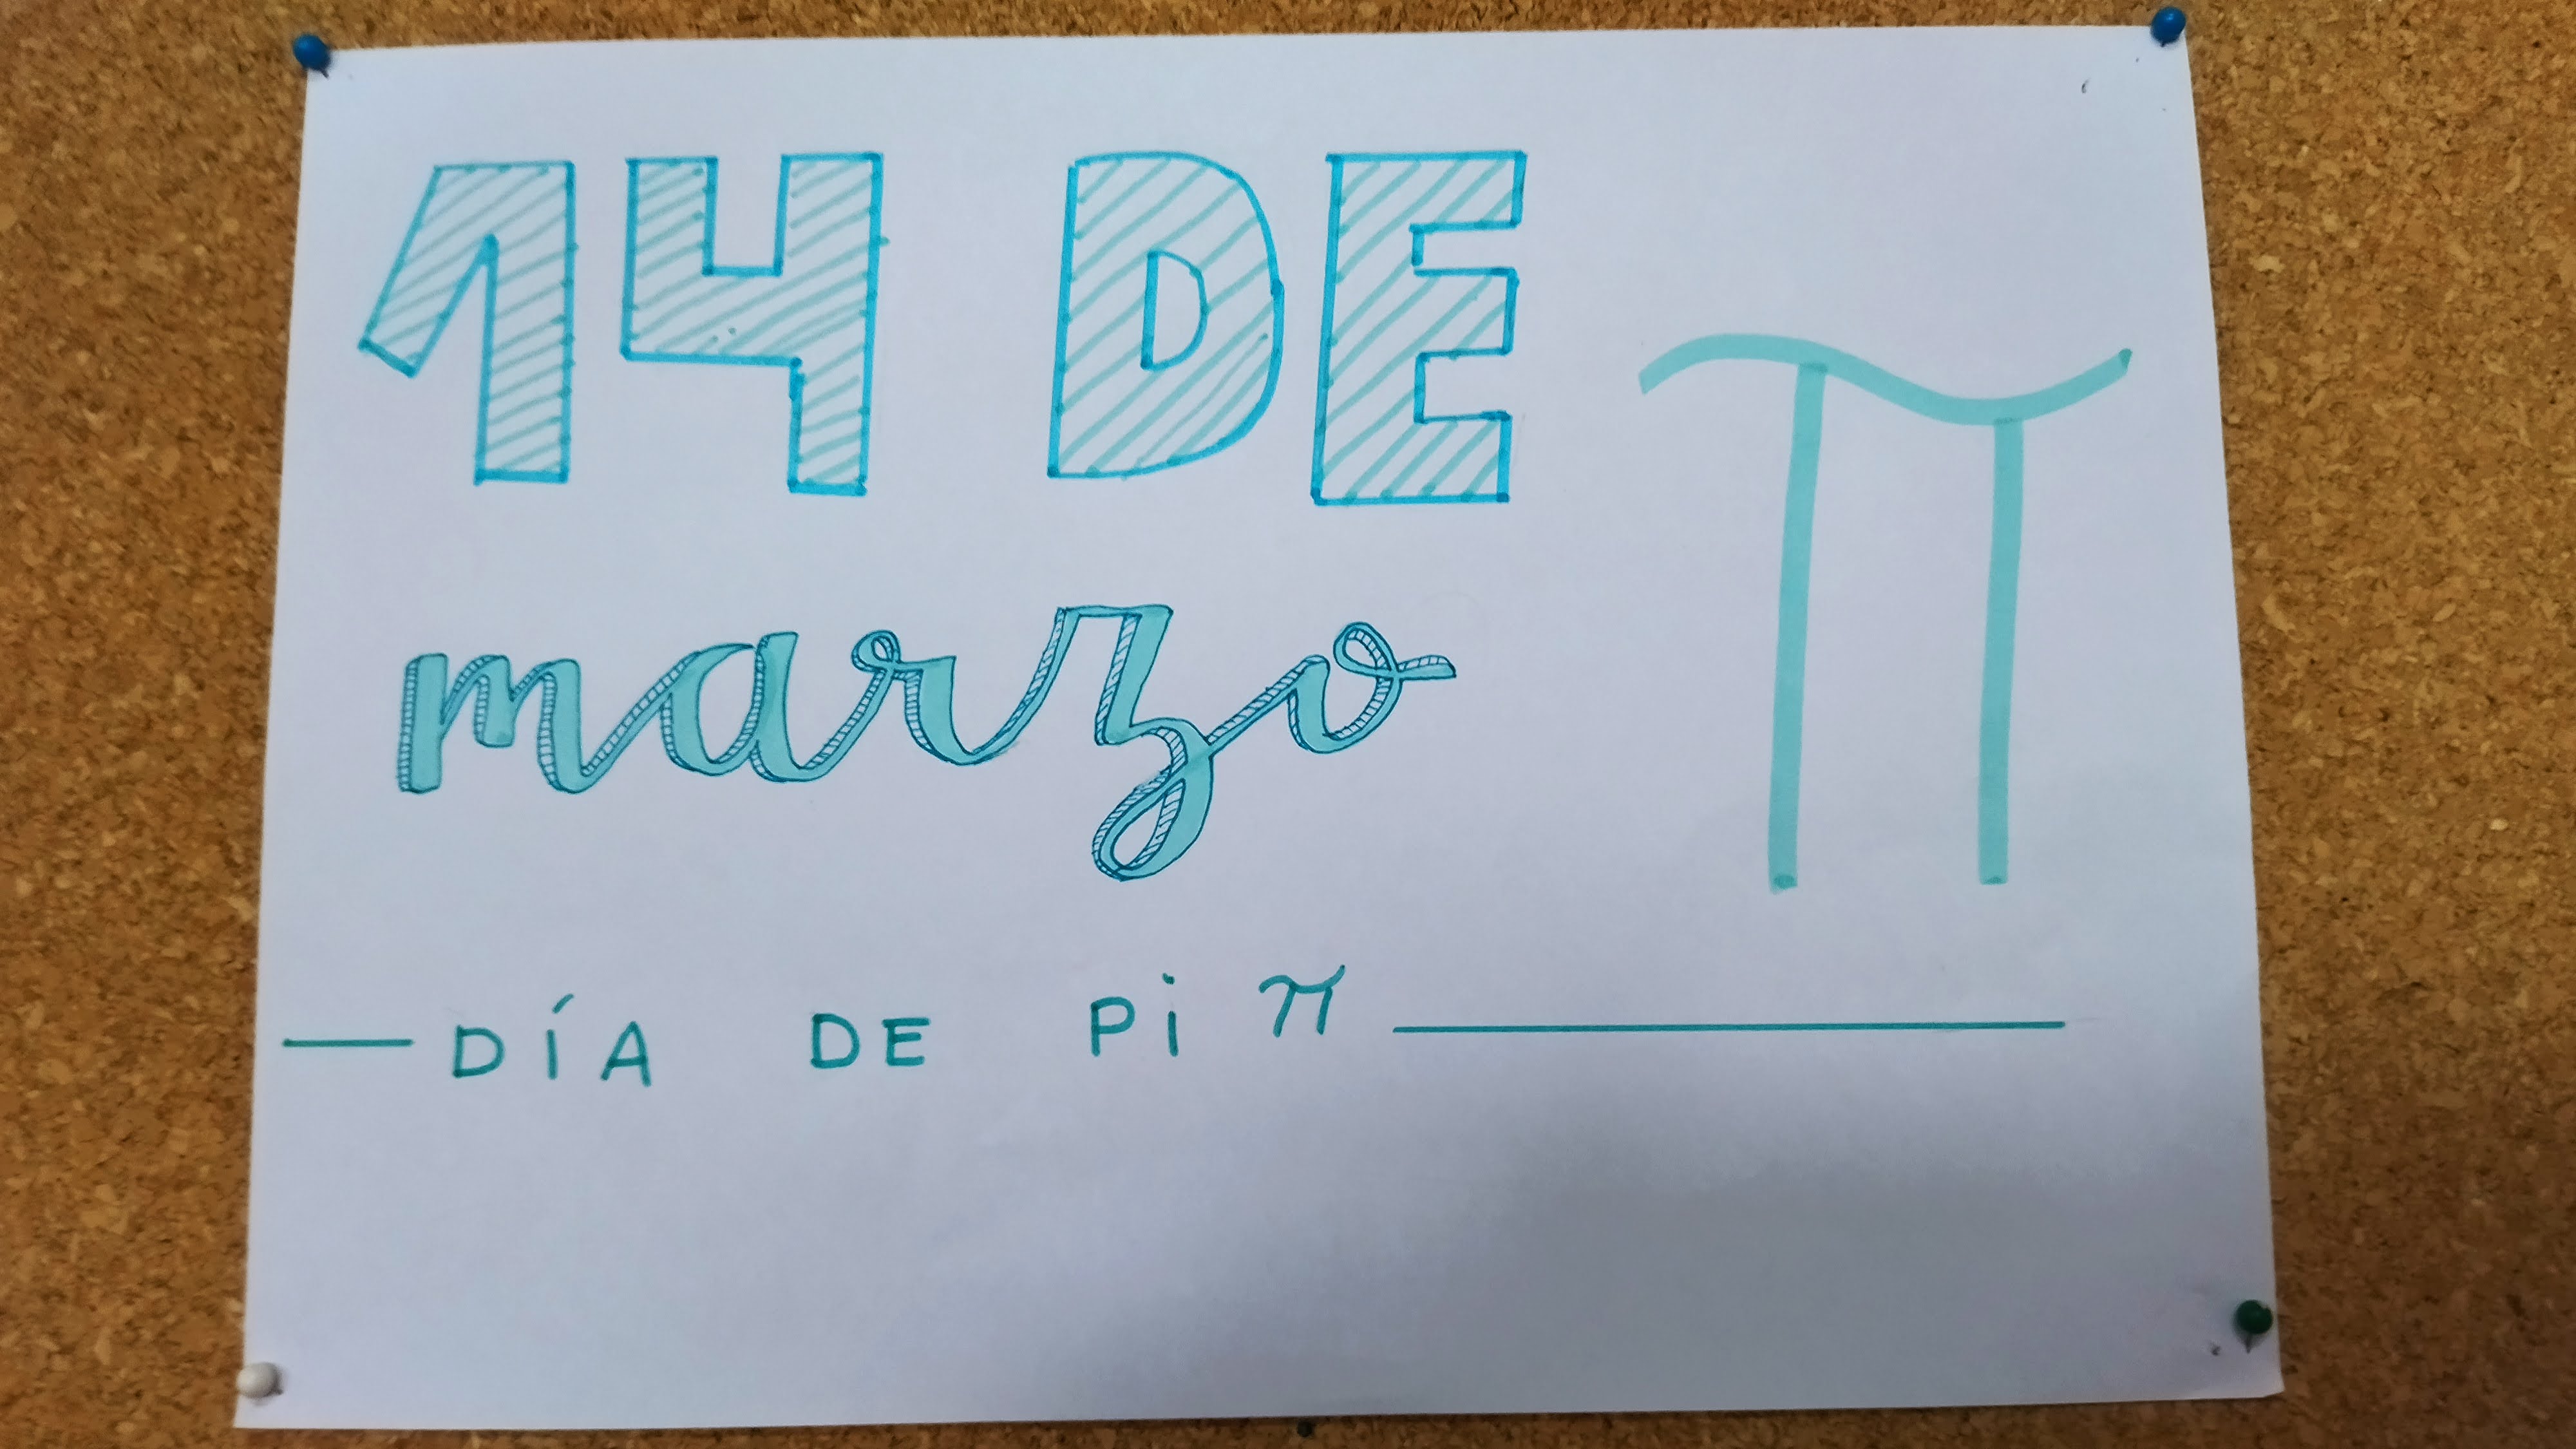 14 DE
marzo
π
DÍA DE Pi π